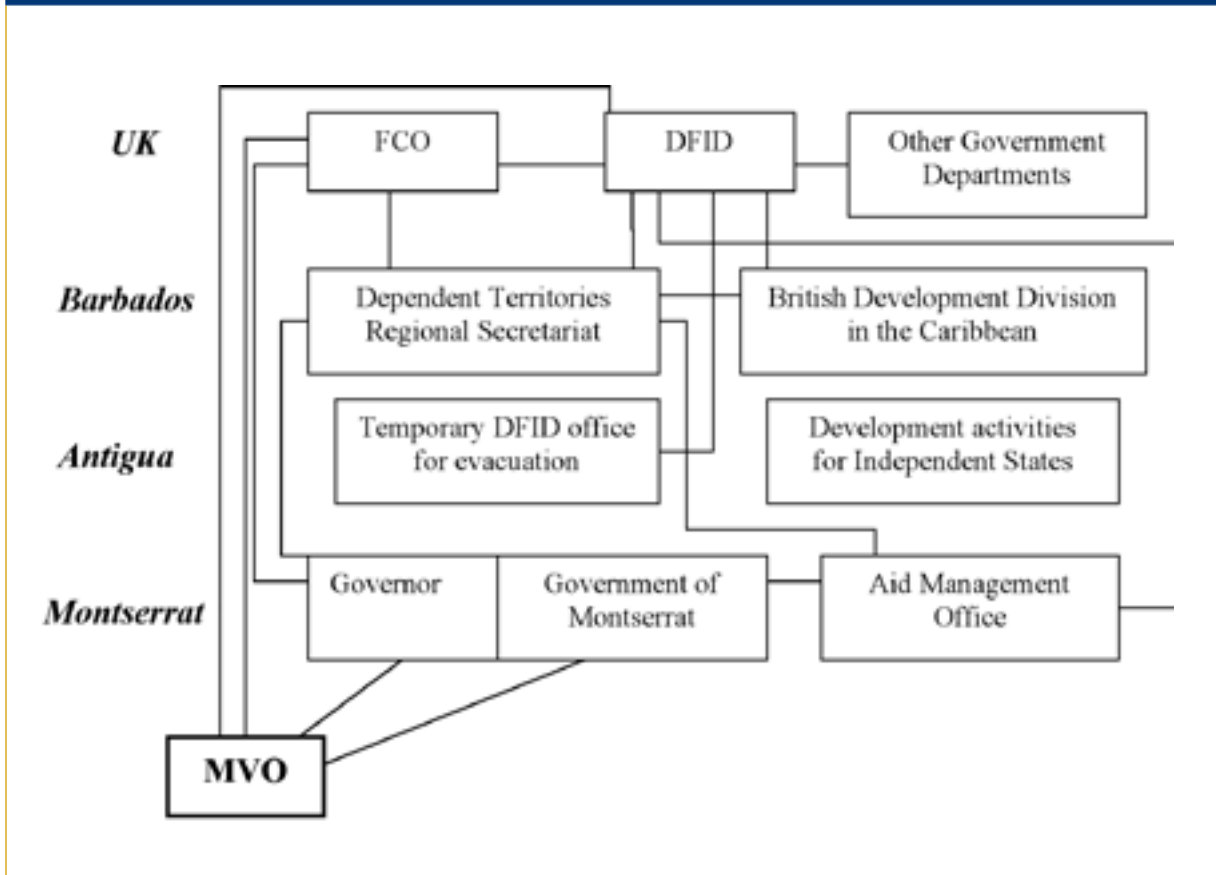 UK
FCO
DFID
Other Government
Departments
Barbados
Dependent Territories
Regional Secretariat
British Development Division
in the Caribbean
Antigua
Temporary DFID office
for evacuation
Development activities
for Independent States
Montserrat
Governor
Government of
Montserrat
Aid Management
Office
MVO